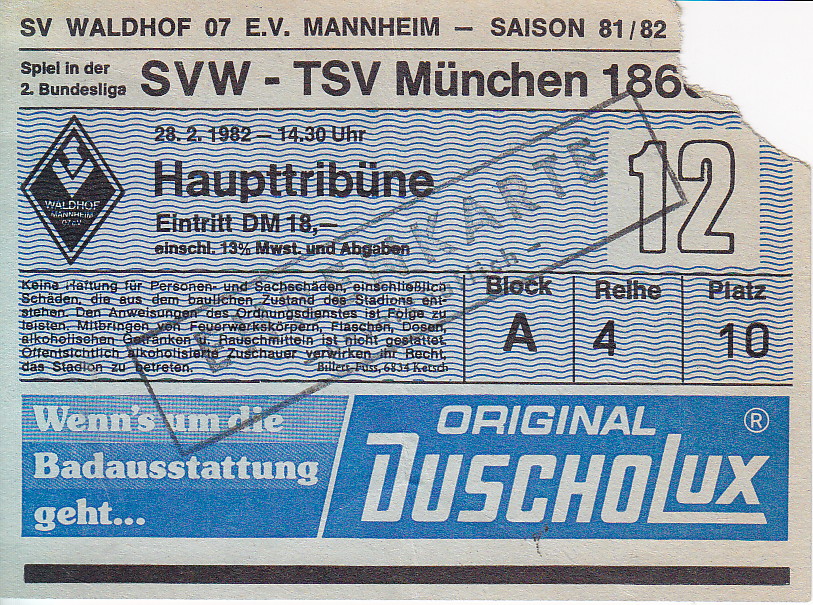 SV WALDHOF 07 E.V. MANNHEIM – SAISON 81/82
Spiel in der
2. Bundesliga
SVW - TSV München 186
28. 2. 1982 – 14.30 Uhr
Haupttribüne
Eintritt DM 18,–
einschl. 13% Mwst. und Abgaben
12
WALDHOF
MANNHEIM
07 e.V.
Keine Haftung für Personen- und Sachschäden, einschließlich
Schäden, die aus dem baulichen Zustand des Stadions ent-
stehen. Den Anweisungen des Ordnungsdienstes ist Folge zu
leisten. Mitbringen von Feuerwerkskörpern, Flaschen, Dosen,
alkoholischen Getränken u. Rauschmitteln ist nicht gestattet.
Offensichtlich alkoholisierte Zuschauer verwirken ihr Recht,
das Stadion zu betreten.
Billett-Fuss, 6834 Ketsch
Block
A
Reihe
4
Platz
10
Wenn's um die
Badausstattung
geht...
ORIGINAL ®
DUSCHOLUX